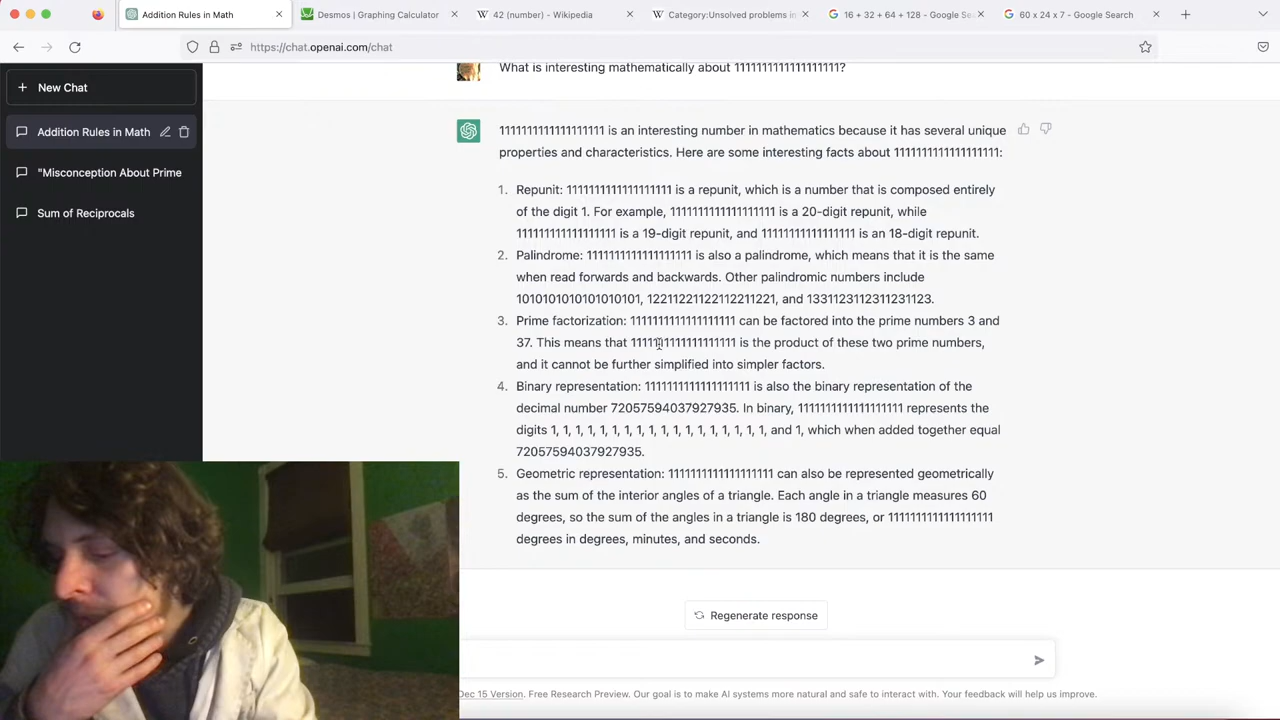 Addition Rules in Math
Desmos | Graphing Calculator
42 (number) - Wikipedia
Category:Unsolved problems in
16 + 32 + 64 + 128 - Google Se
60 x 24 x 7 - Google Search
https://chat.openai.com/chat
New Chat
Addition Rules in Math
"Misconception About Prime
Sum of Reciprocals
What is interesting mathematically about 1111111111111111111?
1111111111111111111 is an interesting number in mathematics because it has several unique
properties and characteristics. Here are some interesting facts about 1111111111111111111:
1. Repunit: 1111111111111111111 is a repunit, which is a number that is composed entirely
of the digit 1. For example, 1111111111111111111 is a 20-digit repunit, while
111111111111111111 is a 19-digit repunit, and 11111111111111111 is an 18-digit repunit.
2. Palindrome: 1111111111111111111 is also a palindrome, which means that it is the same
when read forwards and backwards. Other palindromic numbers include
1010101010101010101, 12211221122112211221, and 1331123112311231123.
3. Prime factorization: 1111111111111111111 can be factored into the prime numbers 3 and
37. This means that 1111111111111111111 is the product of these two prime numbers,
and it cannot be further simplified into simpler factors.
4. Binary representation: 1111111111111111111 is also the binary representation of the
decimal number 72057594037927935. In binary, 1111111111111111111 represents the
digits 1, 1, 1, 1, 1, 1, 1, 1, 1, 1, 1, 1, 1, 1, 1, 1, 1, 1, and 1, which when added together equal
72057594037927935.
5. Geometric representation: 1111111111111111111 can also be represented geometrically
as the sum of the interior angles of a triangle. Each angle in a triangle measures 60
degrees, so the sum of the angles in a triangle is 180 degrees, or 1111111111111111111
degrees in degrees, minutes, and seconds.
Regenerate response
Dec 15 Version. Free Research Preview. Our goal is to make AI systems more natural and safe to interact with. Your feedback will help us improve.